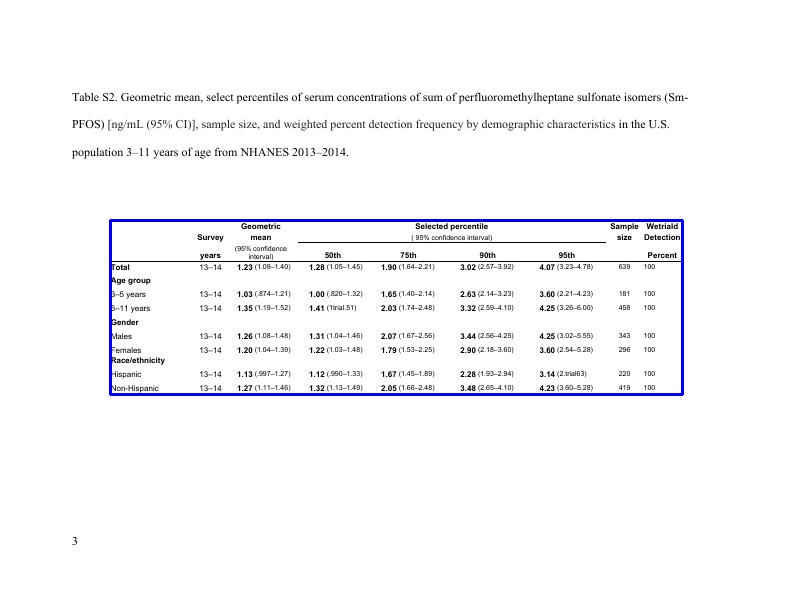 Table S2. Geometric mean, select percentiles of serum concentrations of sum of perfluoromethylheptane sulfonate isomers (Sm-
PFOS) [ng/mL (95% CI)], sample size, and weighted percent detection frequency by demographic characteristics in the U.S.
population 3–11 years of age from NHANES 2013–2014.
Survey years Geometric mean (95% confidence interval) Selected percentile ( 95% confidence interval) Sample size Wetriald Detection
50th 75th 90th 95th Percent
Total 13–14 1.23 (1.09–1.40) 1.28 (1.05–1.45) 1.90 (1.64–2.21) 3.02 (2.57–3.92) 4.07 (3.23–4.78) 639 100
Age group
3–5 years 13–14 1.03 (.874–1.21) 1.00 (.820–1.32) 1.65 (1.40–2.14) 2.63 (2.14–3.23) 3.60 (2.21–4.23) 181 100
6–11 years 13–14 1.35 (1.19–1.52) 1.41 (1trial.51) 2.03 (1.74–2.48) 3.32 (2.59–4.10) 4.25 (3.26–6.00) 458 100
Gender
Males 13–14 1.26 (1.08–1.48) 1.31 (1.04–1.46) 2.07 (1.67–2.56) 3.44 (2.56–4.25) 4.25 (3.02–5.55) 343 100
Females 13–14 1.20 (1.04–1.39) 1.22 (1.03–1.48) 1.79 (1.53–2.25) 2.90 (2.18–3.60) 3.60 (2.54–5.28) 296 100
Race/ethnicity
Hispanic 13–14 1.13 (.997–1.27) 1.12 (.990–1.33) 1.67 (1.45–1.89) 2.28 (1.93–2.94) 3.14 (2.trial63) 220 100
Non-Hispanic 13–14 1.27 (1.11–1.46) 1.32 (1.13–1.49) 2.05 (1.66–2.48) 3.48 (2.65–4.10) 4.23 (3.60–5.28) 419 100
3